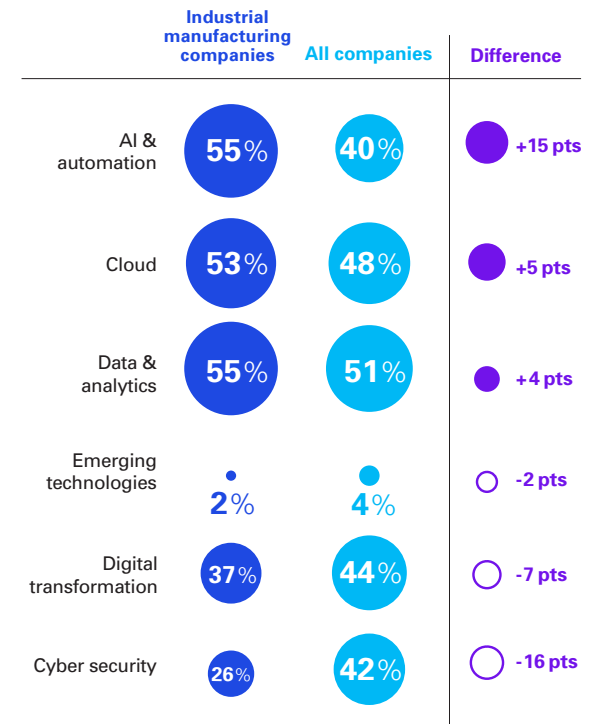 Industrial
manufacturing
companies
All companies
Difference
AI &
automation
55%
40%
+15 pts
Cloud
53%
48%
+5 pts
Data &
analytics
55%
51%
+4 pts
Emerging
technologies
2%
4%
-2 pts
Digital
transformation
37%
44%
-7 pts
Cyber security
26%
42%
-16 pts